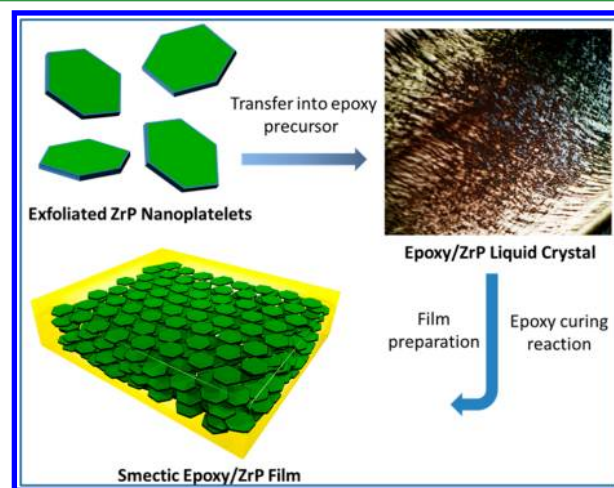 Transfer into epoxy
precursor
Exfoliated ZrP Nanoplatelets
Epoxy/ZrP Liquid Crystal
Film
preparation
Epoxy curing
reaction
Smectic Epoxy/ZrP Film